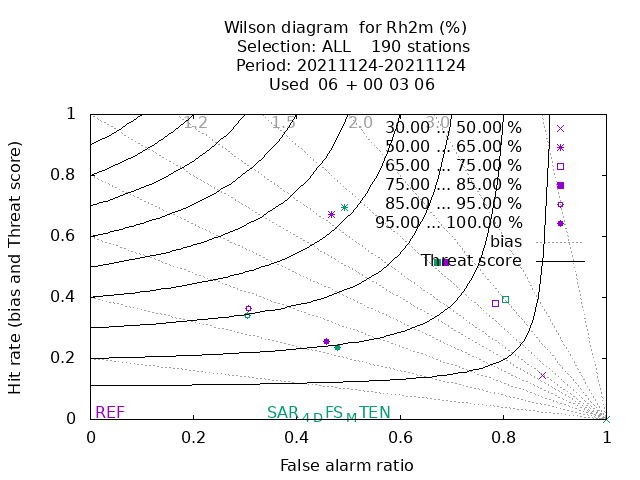 Wilson diagram for Rh2m (%)
Selection: ALL 190 stations
Period: 20211124-20211124
Used 06 + 00 03 06
Hit rate (bias and Threat score)
1
0.8
0.6
0.4
0.2
0
1.2 1.5 2.0 3.0
30.00 ... 50.00 %
50.00 ... 65.00 %
65.00 ... 75.00 %
75.00 ... 85.00 %
85.00 ... 95.00 %
95.00 ... 100.00 %
bias
Threat score
REF SAR4DFSMTEN
0 0.2 0.4 0.6 0.8 1
False alarm ratio